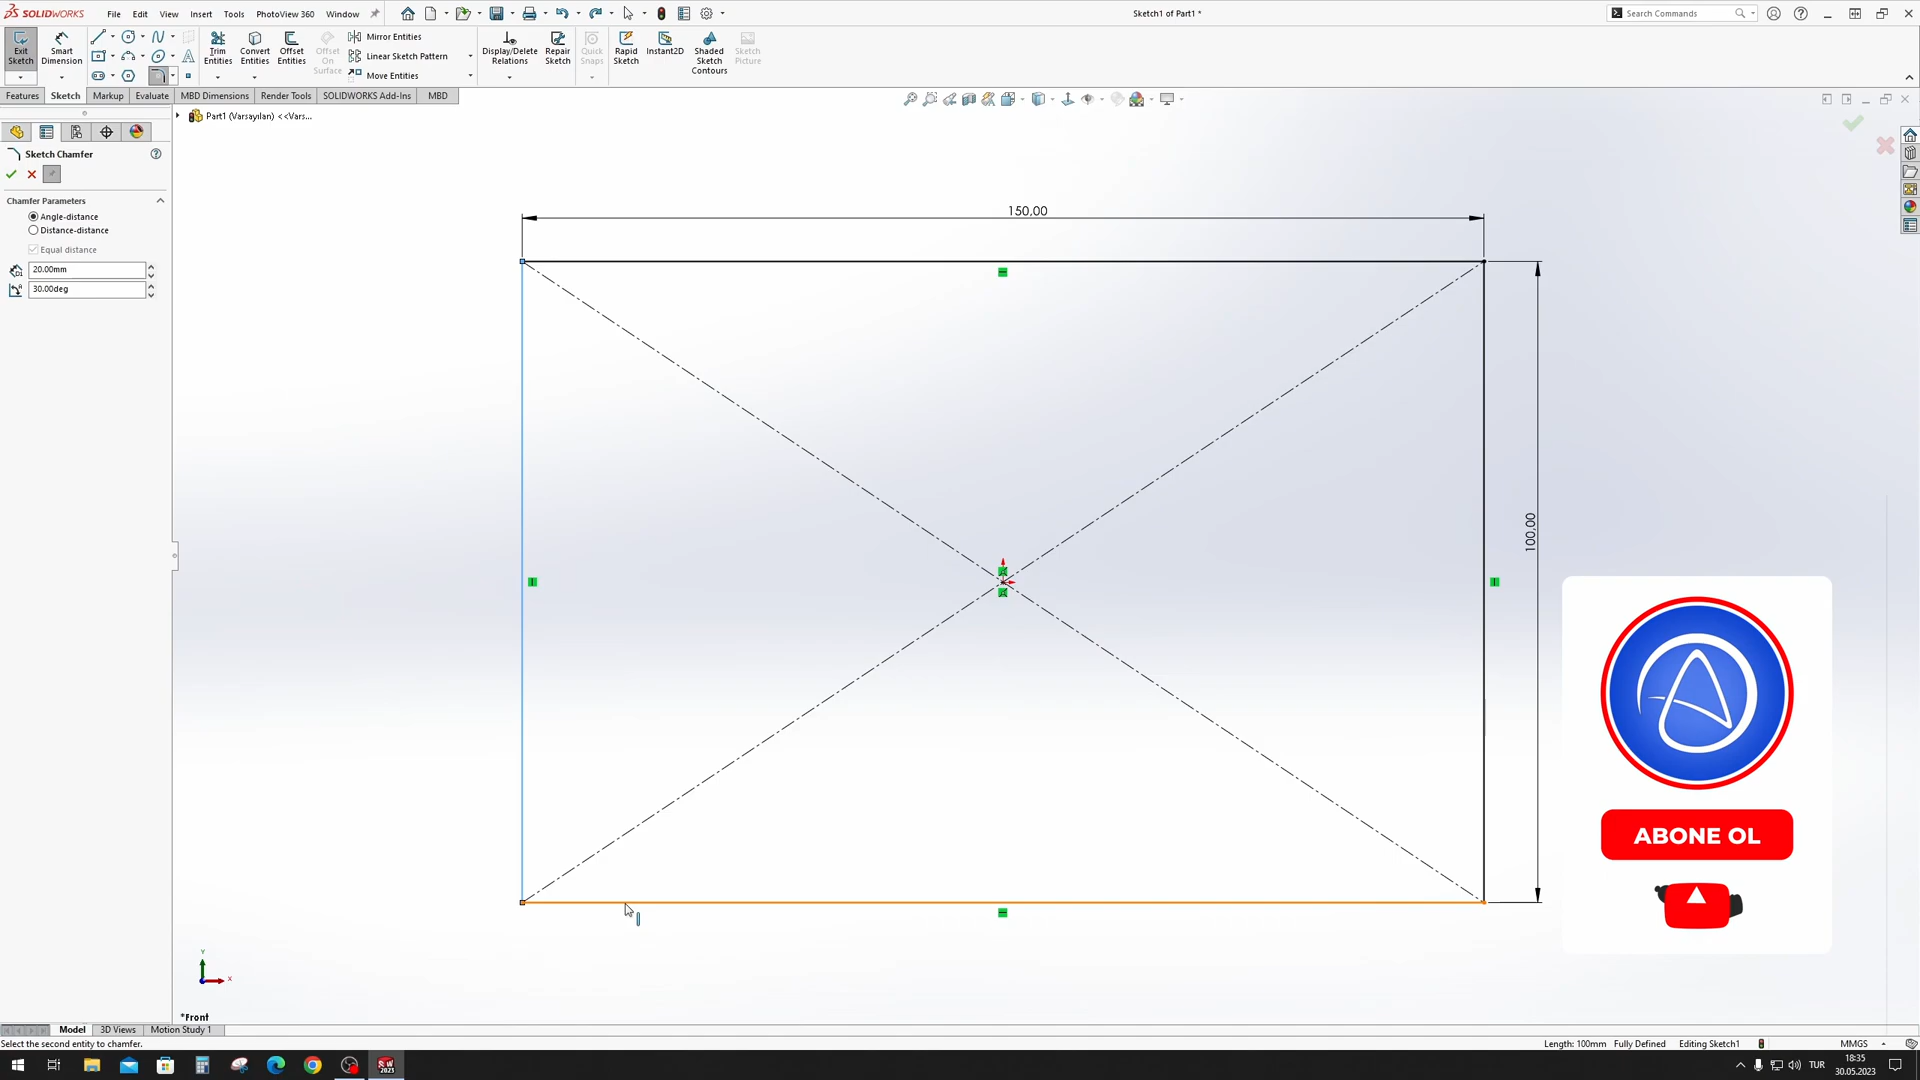 SOLIDWORKS File Edit View Insert Tools PhotoView 360 Window Sketch1 of Part1 * Search Commands
Exit Sketch Smart Dimension Trim Entities Convert Entities Offset Entities Offset On Surface Mirror Entities Linear Sketch Pattern Move Entities Display/Delete Relations Repair Sketch Quick Snaps Rapid Sketch Instant2D Shaded Sketch Contours Sketch Picture
Features Sketch Markup Evaluate MBD Dimensions Render Tools SOLIDWORKS Add-Ins MBD
Part1 (Varsayılan) <<Vars...
Sketch Chamfer
Chamfer Parameters
Angle-distance
Distance-distance
Equal distance
20.00mm
30.00deg
150,00
100,00
ABONE OL
Y
X
*Front
Model 3D Views Motion Study 1
Select the second entity to chamfer. Length: 100mm Fully Defined Editing Sketch1 MMGS
TUR 18:35
30.05.2023